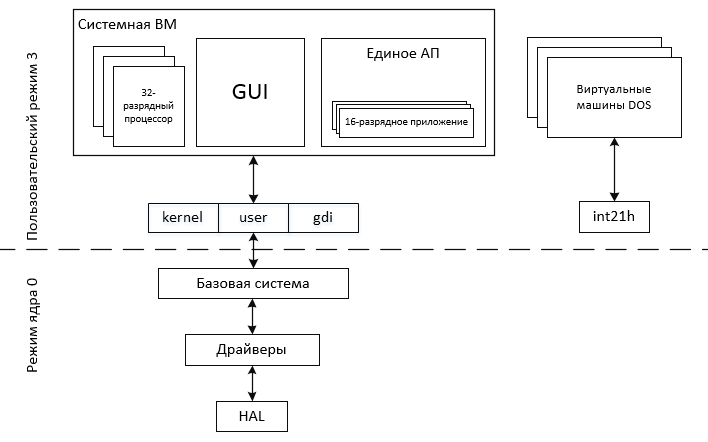 Системная ВМ
32-
разрядный
процессор
GUI
Единое АП
16-разрядное приложение
Виртуальные
машины DOS
kernel
user
gdi
int21h
Базовая система
Драйверы
HAL
Пользовательский режим 3
Режим ядра 0